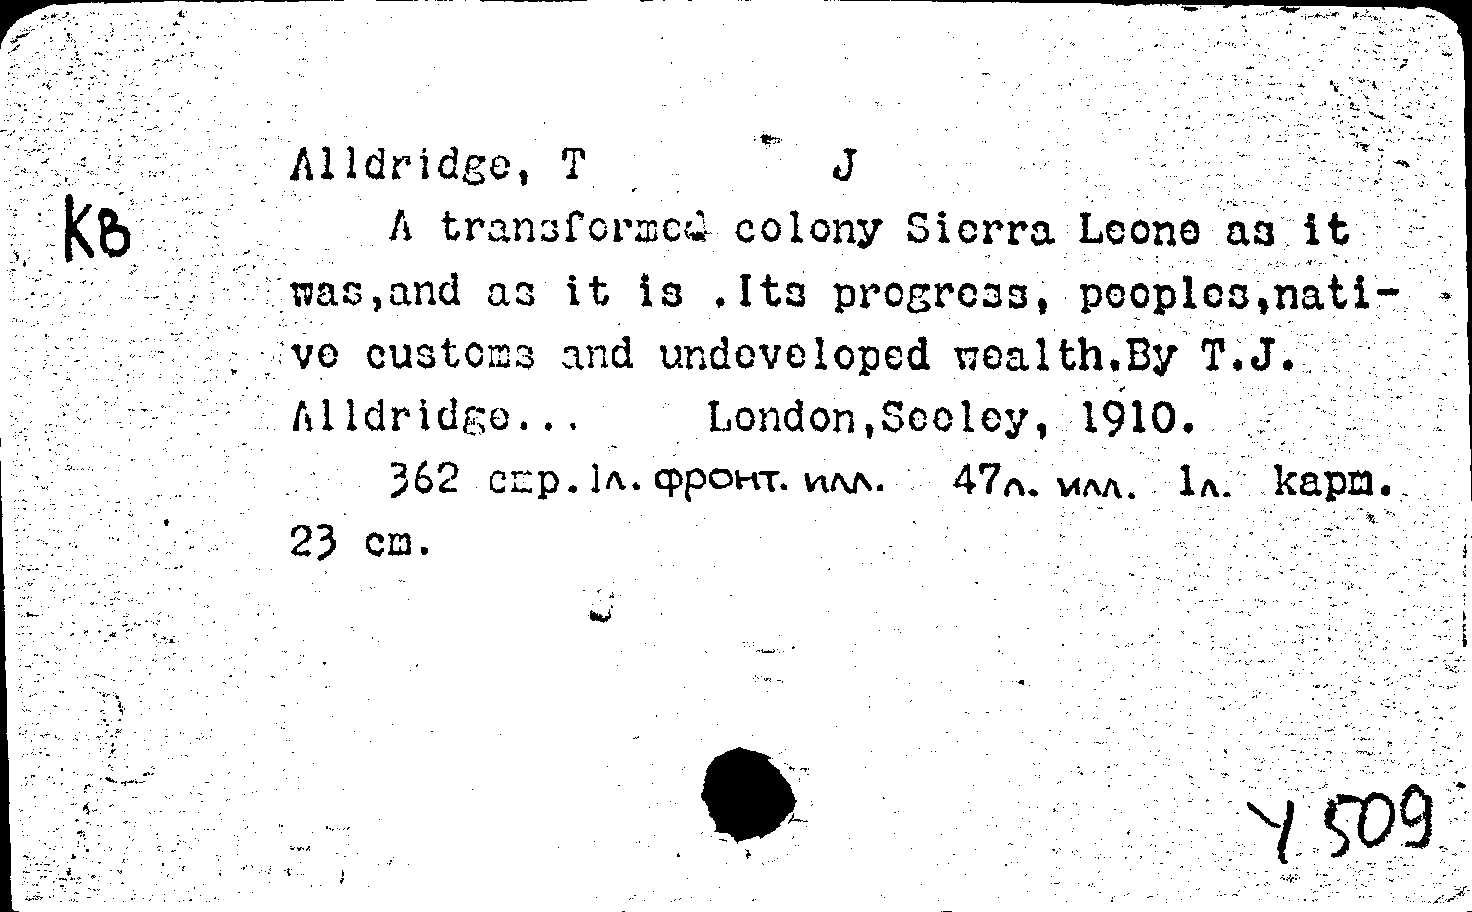 Alldridge, T J
КВ
A transformed colony Sierra Leone as it
was,and as it is .Its progress, peoples,nati-
ve customs and undeveloped wealth.By T.J.
Alldridge... London,Seeley, 1910.
362 стр.1л. фронт. илл. 47л. илл. 1л. карт.
23 cm.
Y 509